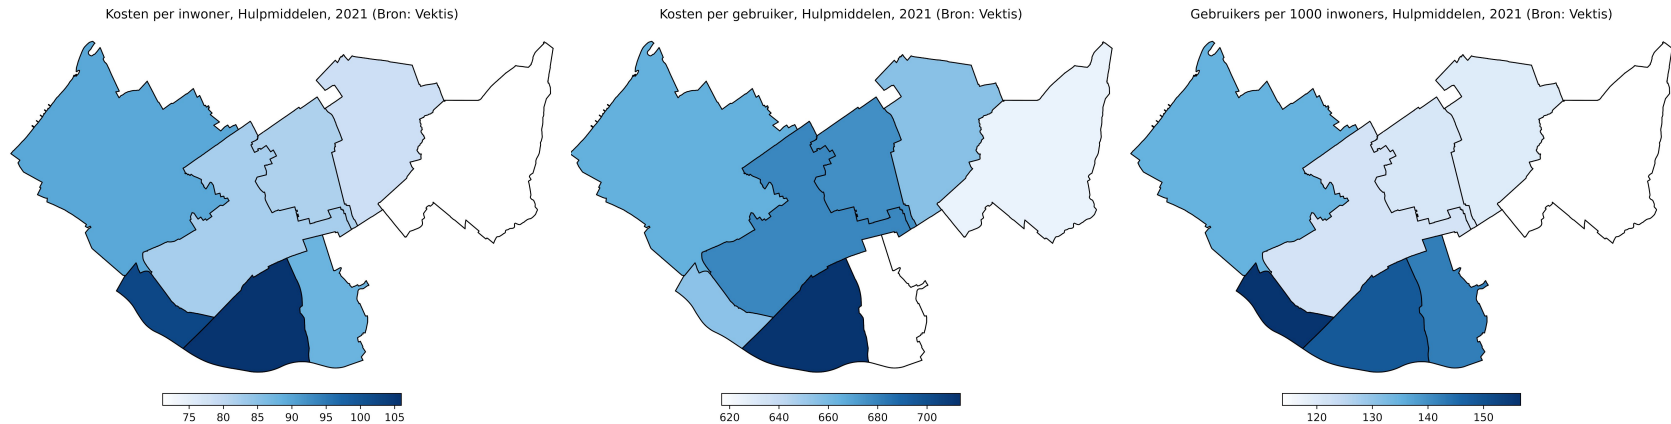 Kosten per inwoner, Hulpmiddelen, 2021 (Bron: Vektis)
75 80 85 90 95 100 105
Kosten per gebruiker, Hulpmiddelen, 2021 (Bron: Vektis)
620 640 660 680 700
Gebruikers per 1000 inwoners, Hulpmiddelen, 2021 (Bron: Vektis)
120 130 140 150